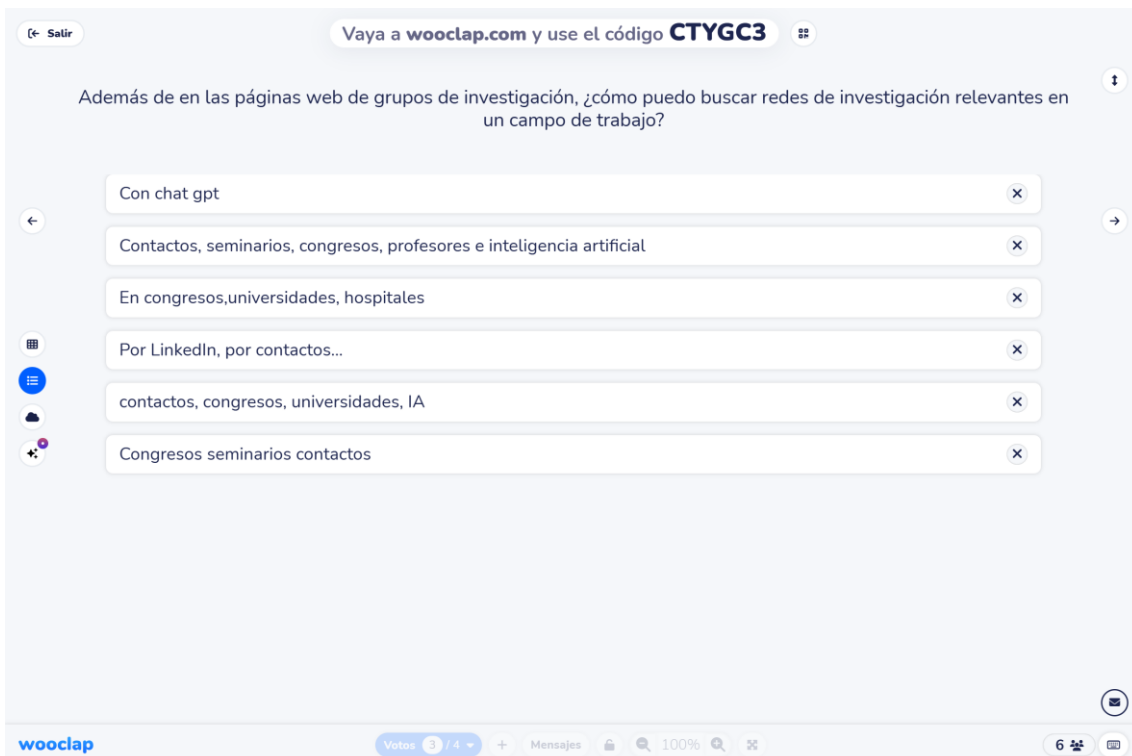 Salir
Vaya a wooclap.com y use el código CTYGC3
Además de en las páginas web de grupos de investigación, ¿cómo puedo buscar redes de investigación relevantes en
un campo de trabajo?
Con chat gpt
Contactos, seminarios, congresos, profesores e inteligencia artificial
En congresos,universidades, hospitales
Por LinkedIn, por contactos...
contactos, congresos, universidades, IA
Congresos seminarios contactos
wooclap
Votos 3 / 4
Mensajes
100%
6